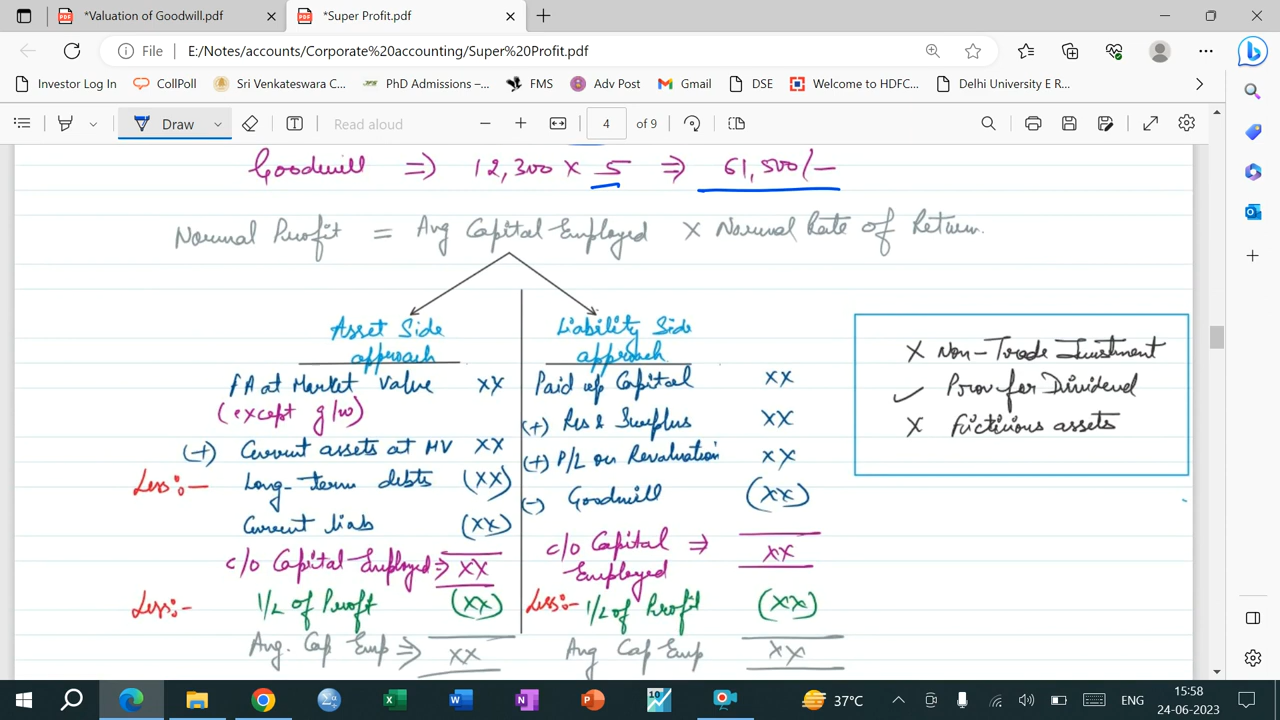 *Valuation of Goodwill.pdf
*Super Profit.pdf
File E:/Notes/accounts/Corporate%20accounting/Super%20Profit.pdf
Investor Log In CollPoll Sri Venkateswara C... PhD Admissions –... FMS Adv Post Gmail DSE Welcome to HDFC... Delhi University E R...
Draw Read aloud 4 of 9
Goodwill ⇒ 12,300 × 5 ⇒ 61,500/-
Normal Profit = Avg Capital Employed × Normal Rate of Return.
Asset Side approach
FA at Market Value XX
(except g/w)
(+) Current assets at MV XX
Less:- Long-term debts (XX)
Current liab (XX)
c/o Capital Employed ⇒ XX
Less:- 1/2 of Profit (XX)
Avg. Cap Emp ⇒ XX
Liability Side approach
Paid up Capital XX
(+) Res & Surplus XX
(+) P/L on Revaluation XX
(-) Goodwill (XX)
c/o Capital Employed ⇒ XX
Less:- 1/2 of Profit (XX)
Avg Cap Emp XX
X Non-Trade Investment
✓ Prov for Dividend
X Ficticious assets
37°C ENG 15:58
24-06-2023